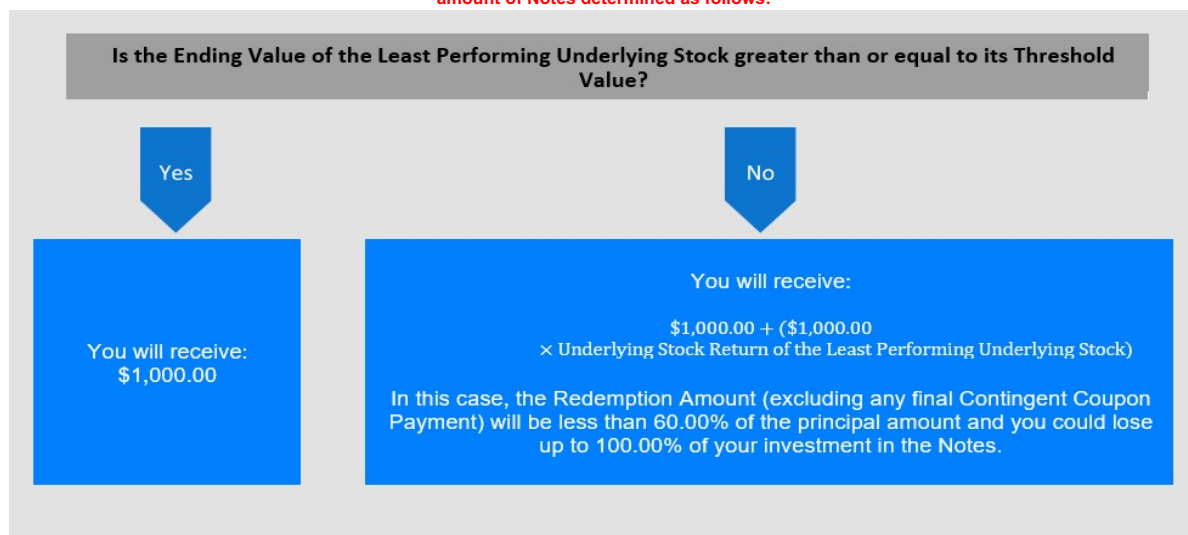 amount of Notes determined as follows:
Is the Ending Value of the Least Performing Underlying Stock greater than or equal to its Threshold
Value?
Yes
No
You will receive:
$1,000.00
You will receive:
$1,000.00 + ($1,000.00
× Underlying Stock Return of the Least Performing Underlying Stock)
In this case, the Redemption Amount (excluding any final Contingent Coupon
Payment) will be less than 60.00% of the principal amount and you could lose
up to 100.00% of your investment in the Notes.